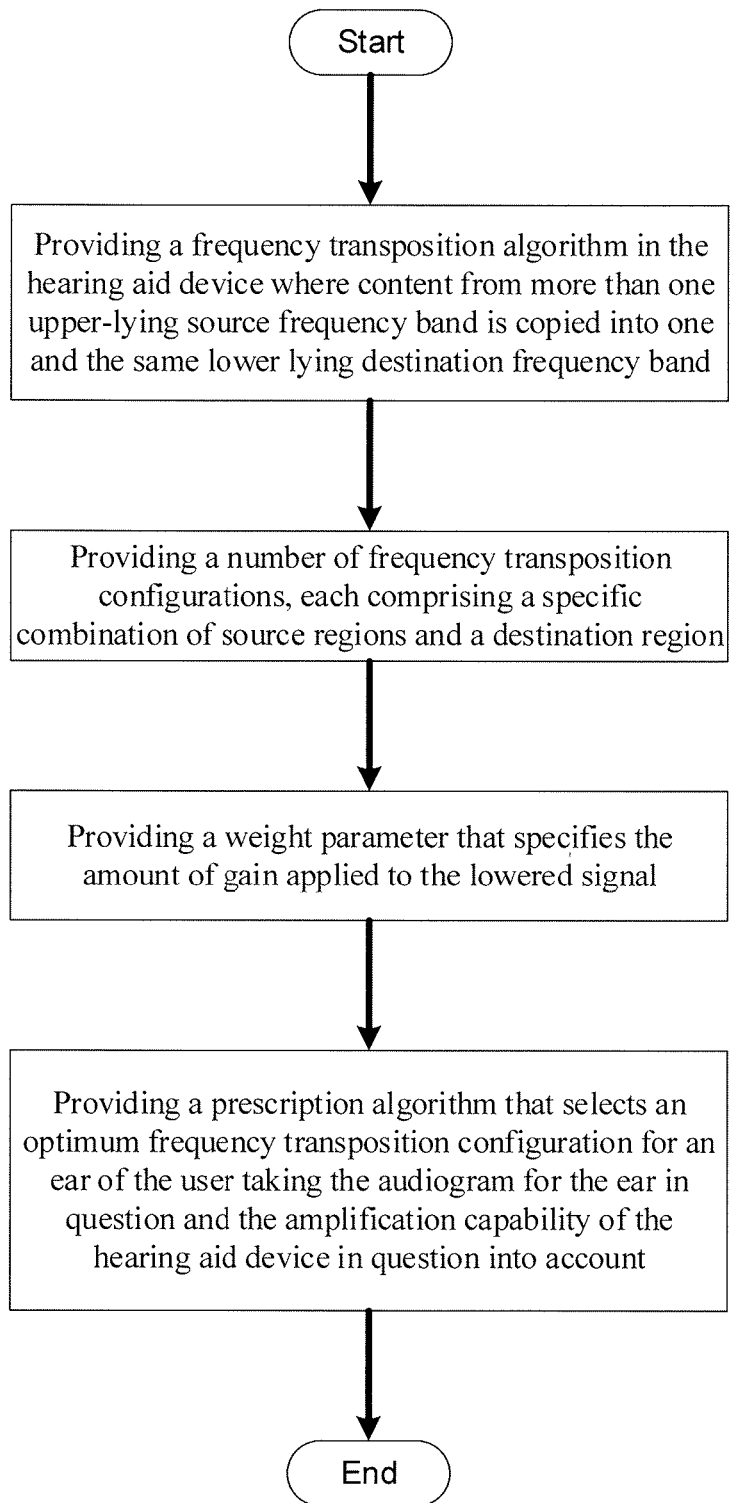 Start
Providing a frequency transposition algorithm in the
hearing aid device where content from more than one
upper-lying source frequency band is copied into one
and the same lower lying destination frequency band
Providing a number of frequency transposition
configurations, each comprising a specific
combination of source regions and a destination region
Providing a weight parameter that specifies the
amount of gain applied to the lowered signal
Providing a prescription algorithm that selects an
optimum frequency transposition configuration for an
ear of the user taking the audiogram for the ear in
question and the amplification capability of the
hearing aid device in question into account
End